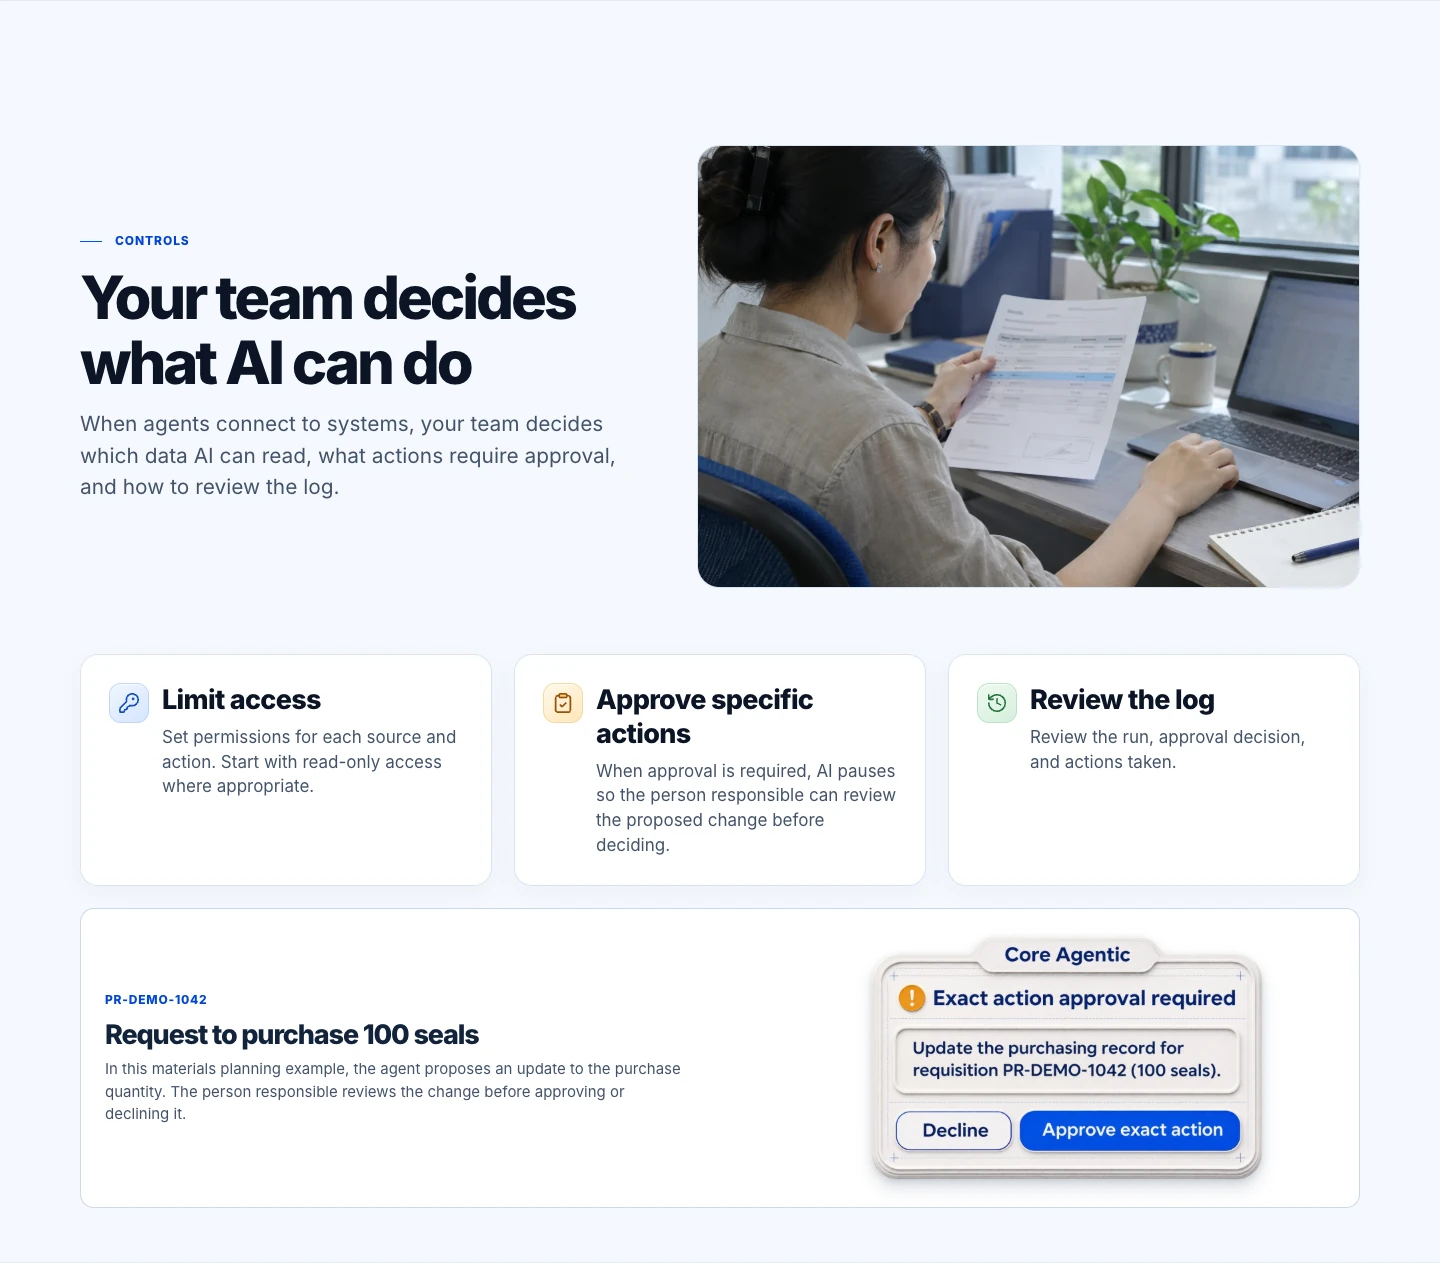 CONTROLS
Your team decides
what AI can do
When agents connect to systems, your team decides
which data AI can read, what actions require approval,
and how to review the log.
Limit access
Set permissions for each source and
action. Start with read-only access
where appropriate.
Approve specific
actions
When approval is required, AI pauses
so the person responsible can review
the proposed change before
deciding.
Review the log
Review the run, approval decision,
and actions taken.
PR-DEMO-1042
Request to purchase 100 seals
In this materials planning example, the agent proposes an update to the purchase
quantity. The person responsible reviews the change before approving or
declining it.
Core Agentic
! Exact action approval required
Update the purchasing record for
requisition PR-DEMO-1042 (100 seals).
Decline
Approve exact action